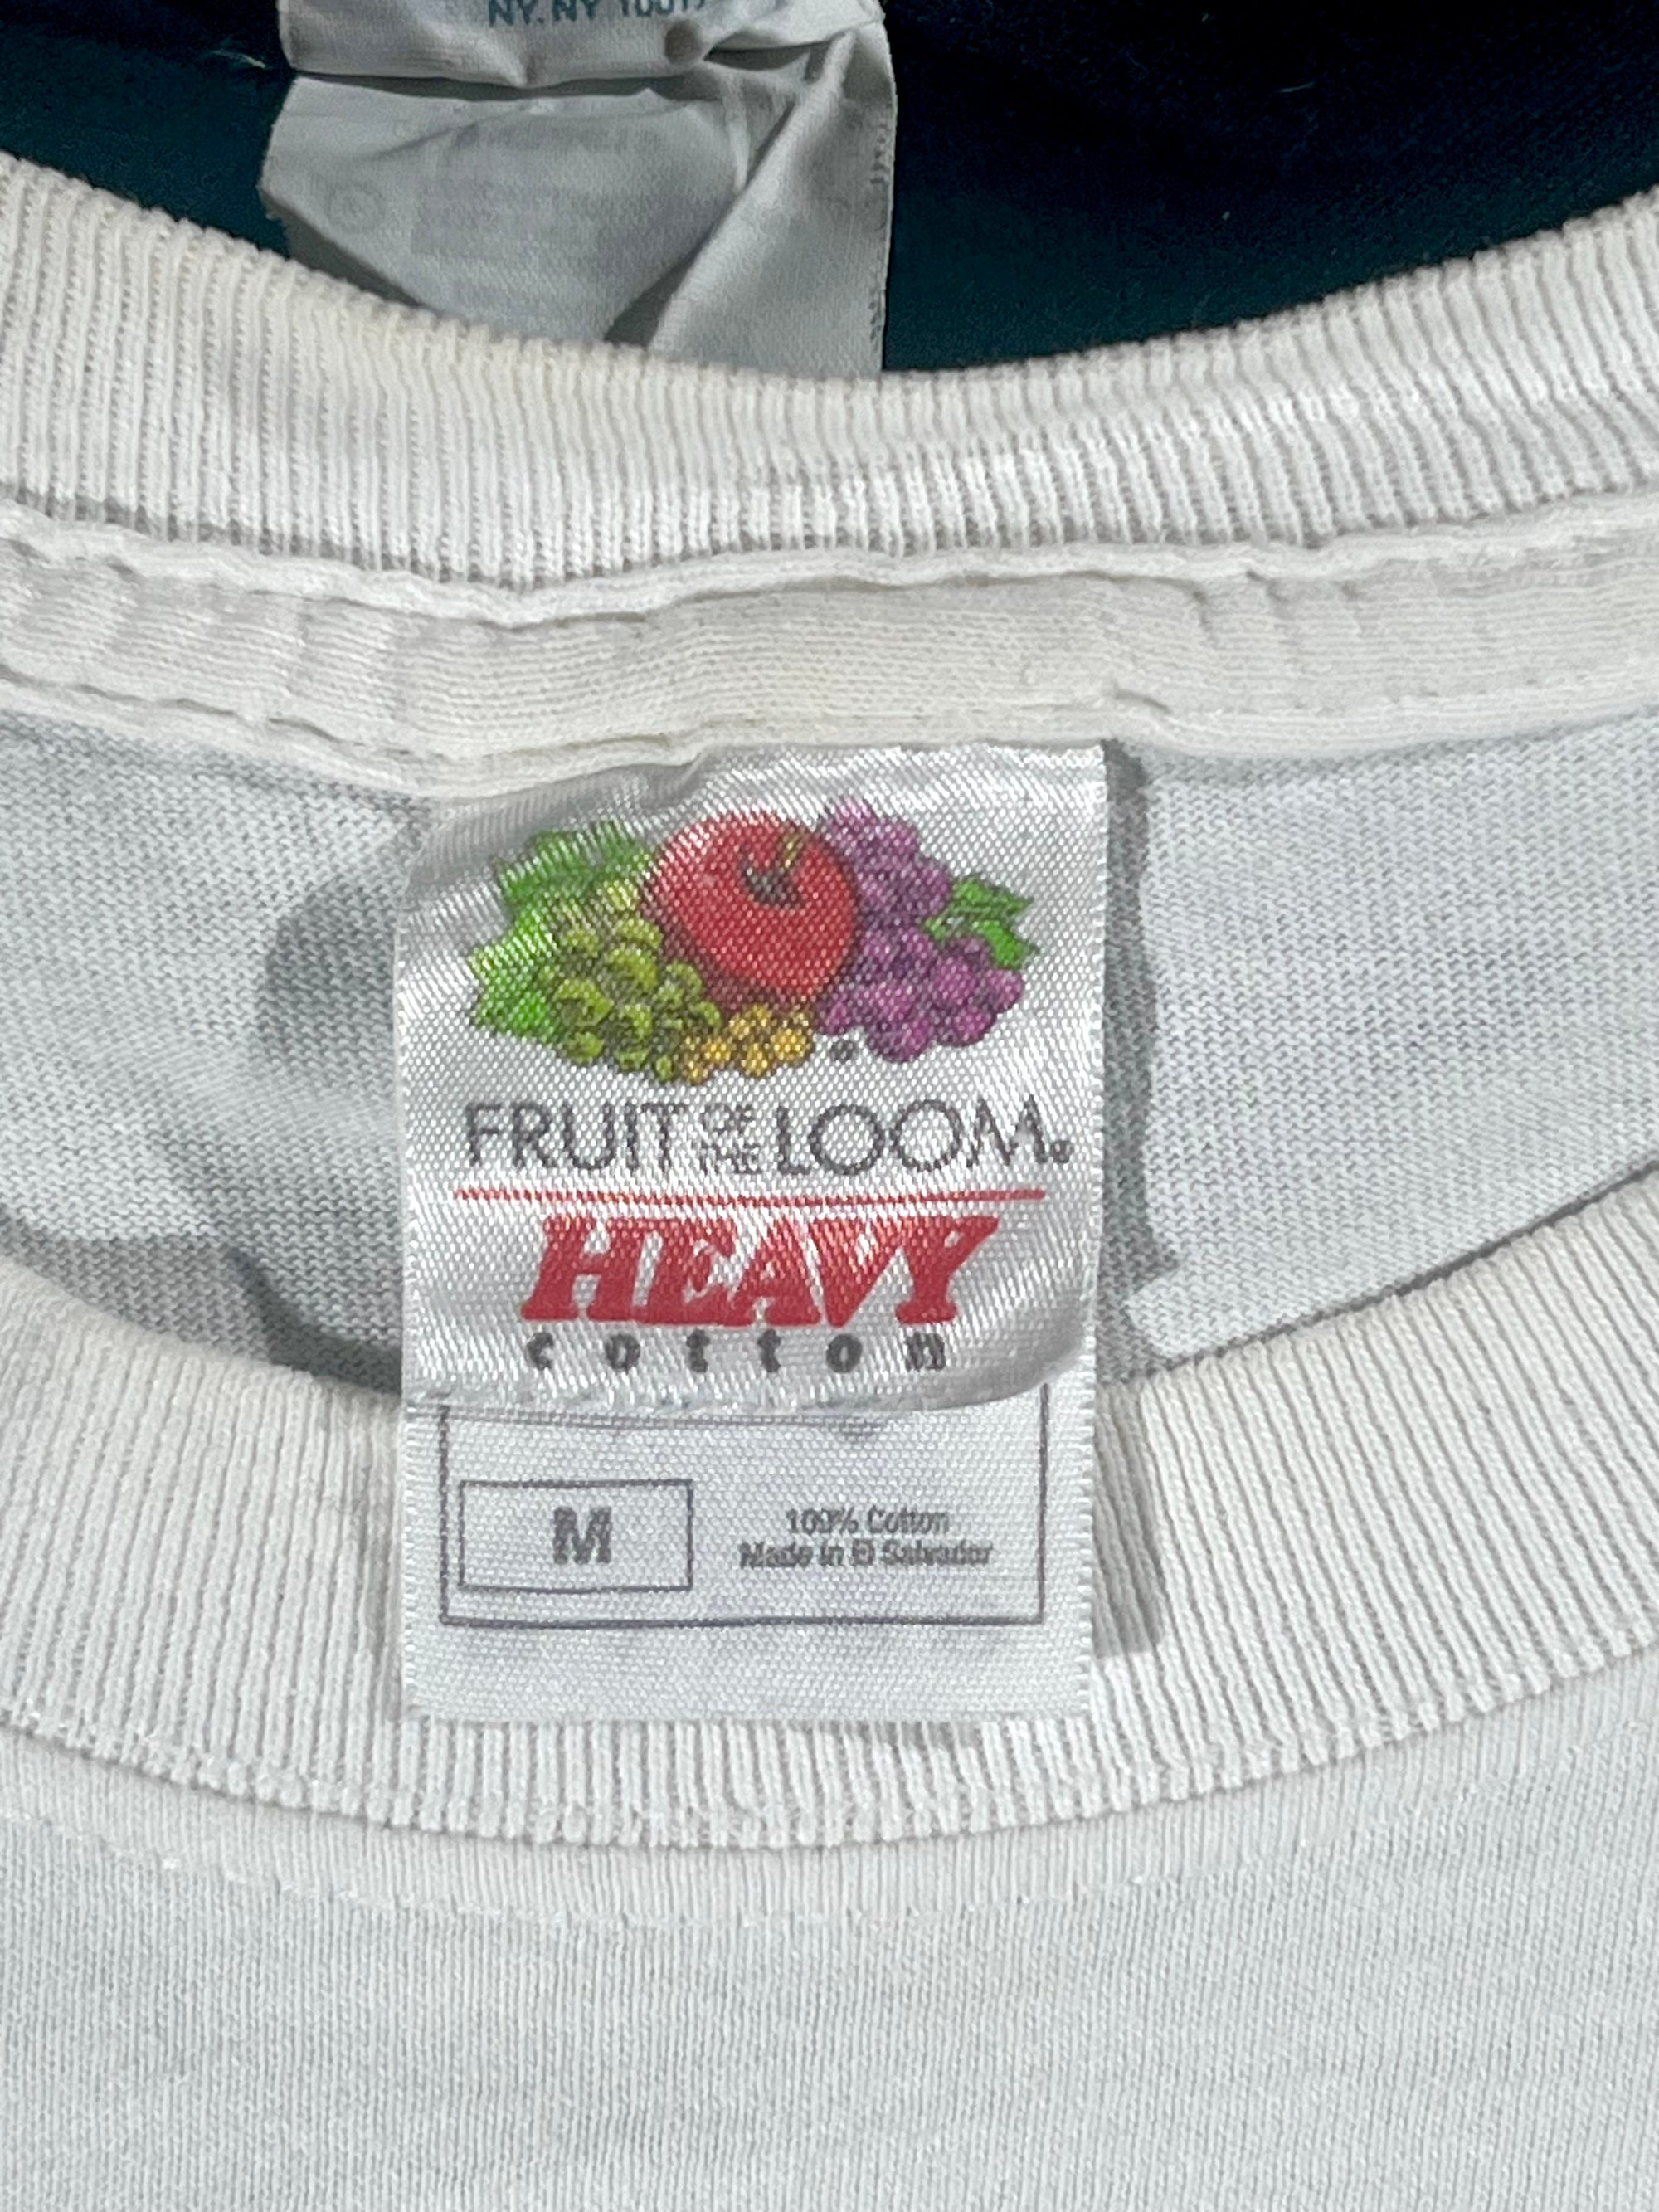 NY. NY 1001
FRUIT OF THE LOOM®
HEAVY
cotton
M
100% Cotton
Made in El Salvador